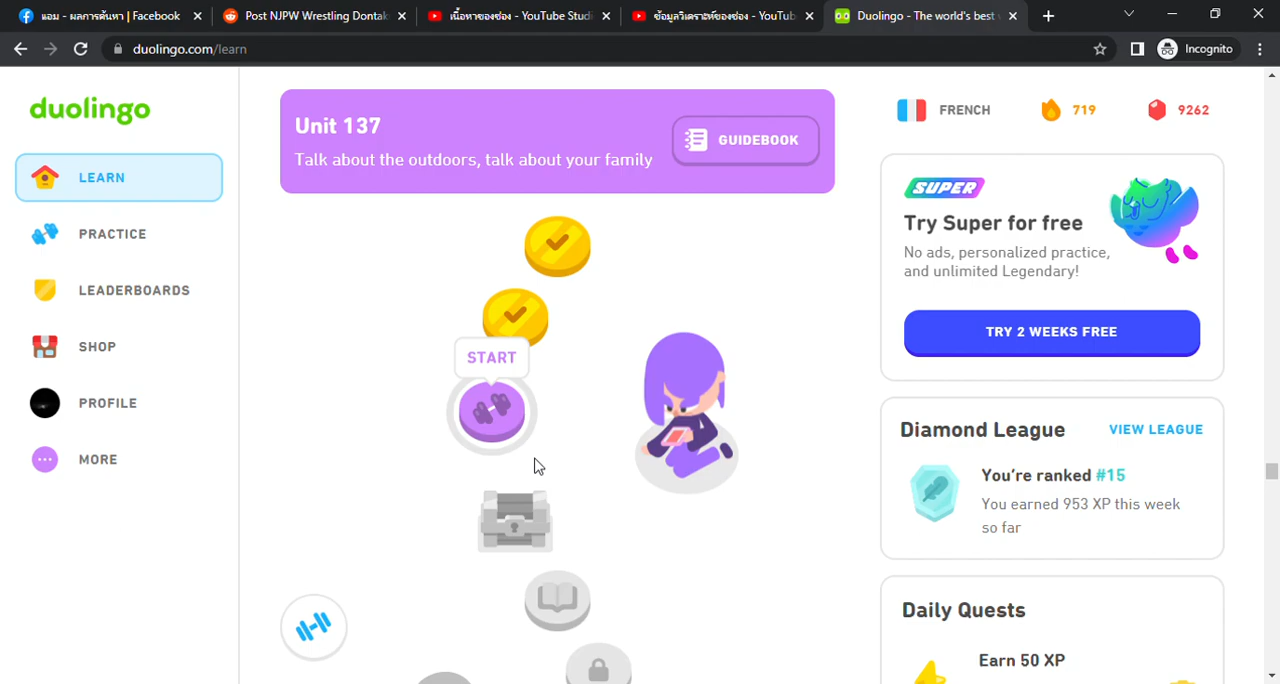 แอม - ผลการค้นหา | Facebook
Post NJPW Wrestling Dontak
เนื้อหาของช่อง - YouTube Studi
ข้อมูลวิเคราะห์ของช่อง - YouTub
Duolingo - The world's best
duolingo.com/learn
Incognito
duolingo
LEARN
PRACTICE
LEADERBOARDS
SHOP
PROFILE
MORE
Unit 137
Talk about the outdoors, talk about your family
GUIDEBOOK
START
FRENCH
719
9262
SUPER
Try Super for free
No ads, personalized practice,
and unlimited Legendary!
TRY 2 WEEKS FREE
Diamond League
VIEW LEAGUE
You're ranked #15
You earned 953 XP this week
so far
Daily Quests
Earn 50 XP